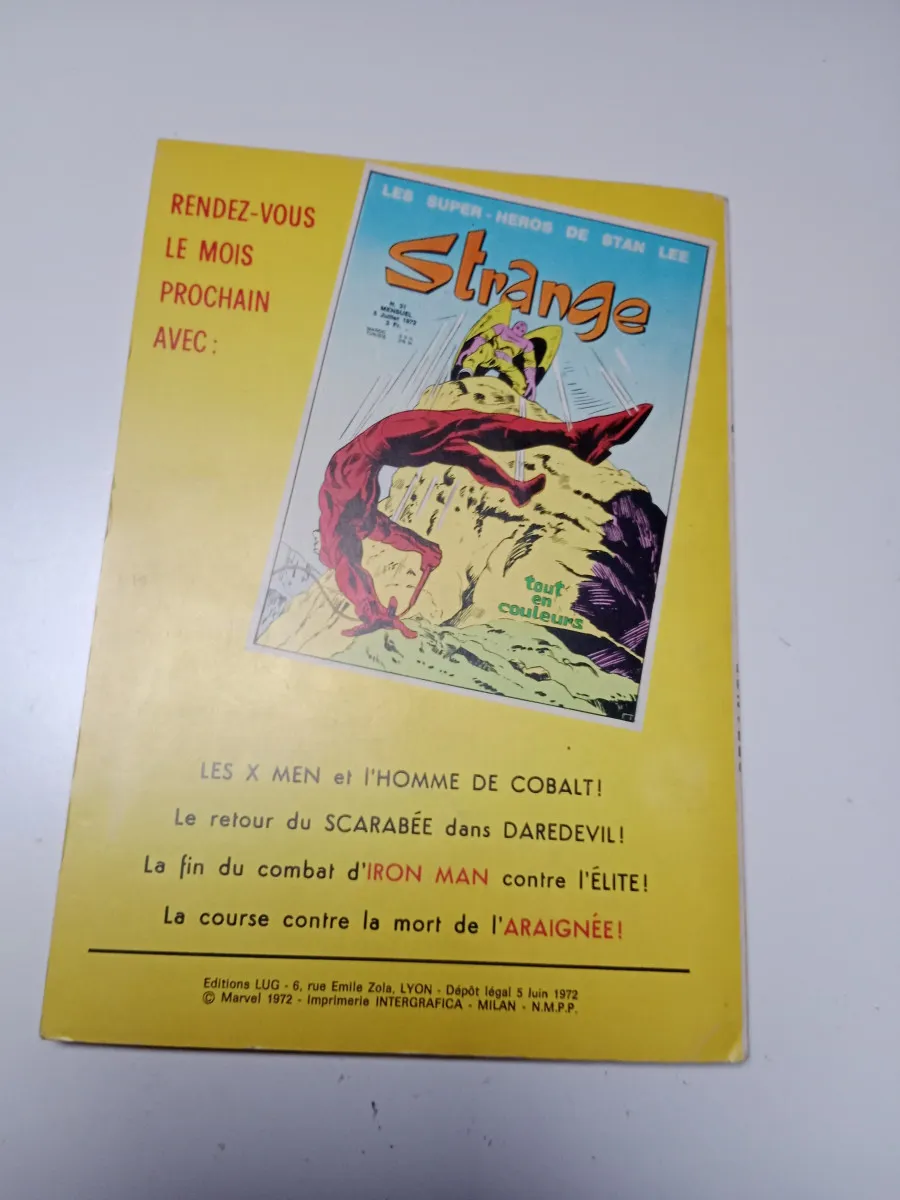 RENDEZ-VOUS
LE MOIS
PROCHAIN
AVEC :
LES SUPER-HEROS DE STAN LEE
Strange
MENSUEL
5 Juillet 1972
tout
en
couleurs
LES X MEN et l'HOMME DE COBALT!
Le retour du SCARABÉE dans DAREDEVIL!
La fin du combat d'IRON MAN contre l'ÉLITE!
La course contre la mort de l'ARAIGNÉE!
Editions LUG - 6, rue Emile Zola, LYON - Dépôt légal 5 Juin 1972
© Marvel 1972 - Imprimerie INTERGRAFICA - MILAN - N.M.P.P.